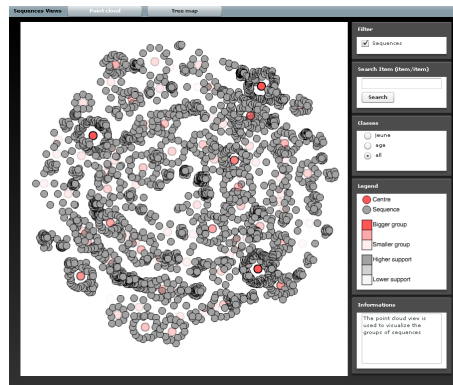 Sequences Views
Point cloud
Tree map
Filter
Sequences
Search Item (item/item)
Search
Classes
jeune
age
all
Legend
Centre
Sequence
Bigger group
Smaller group
Higher support
Lower support
Informations
The point cloud view is
used to visualize the
groups of sequences